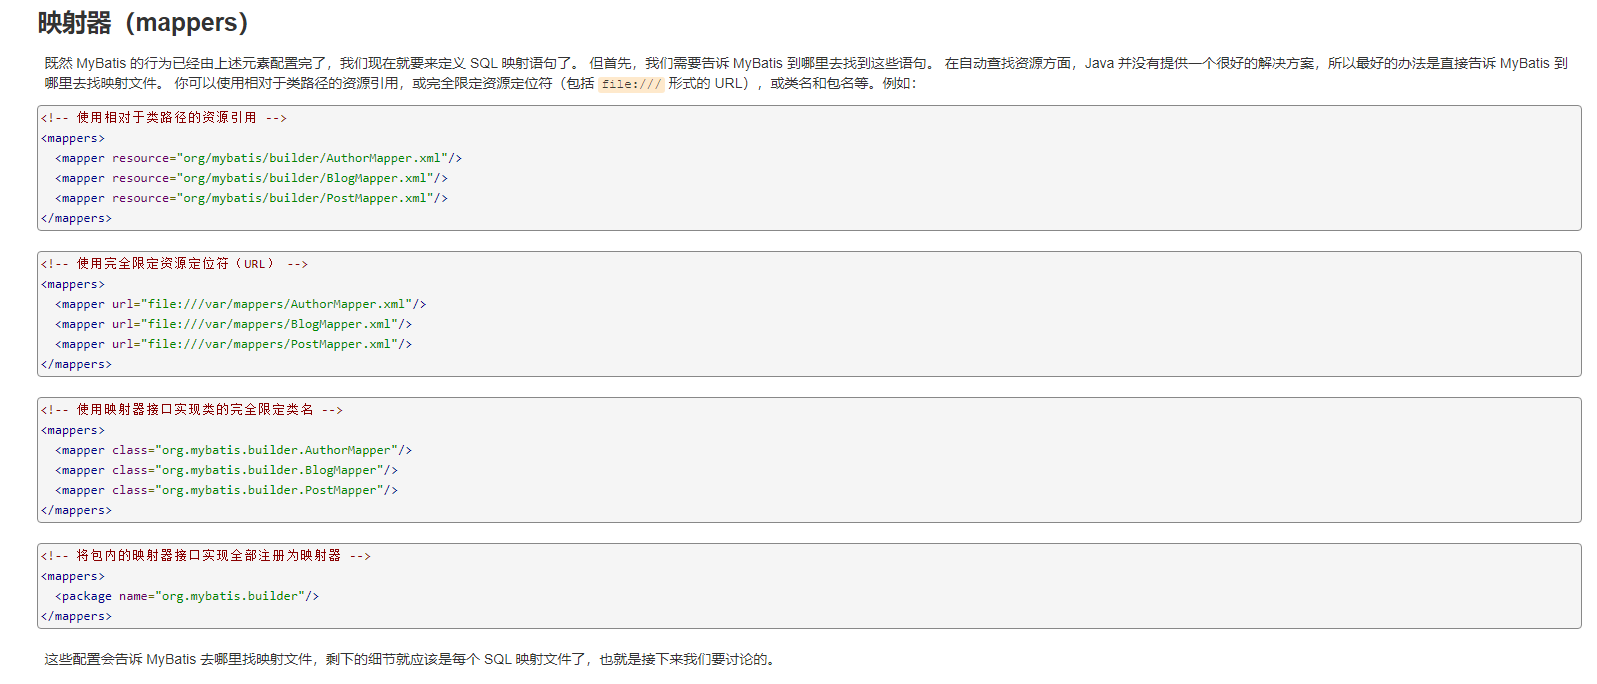 映射器（mappers）
既然 MyBatis 的行为已经由上述元素配置完了，我们现在就要来定义 SQL 映射语句了。 但首先，我们需要告诉 MyBatis 到哪里去找到这些语句。 在自动查找资源方面，Java 并没有提供一个很好的解决方案，所以最好的办法是直接告诉 MyBatis 到
哪里去找映射文件。 你可以使用相对于类路径的资源引用，或完全限定资源定位符（包括 file:/// 形式的 URL），或类名和包名等。例如：
<!-- 使用相对于类路径的资源引用 -->
<mappers>
  <mapper resource="org/mybatis/builder/AuthorMapper.xml"/>
  <mapper resource="org/mybatis/builder/BlogMapper.xml"/>
  <mapper resource="org/mybatis/builder/PostMapper.xml"/>
</mappers>
<!-- 使用完全限定资源定位符（URL） -->
<mappers>
  <mapper url="file:///var/mappers/AuthorMapper.xml"/>
  <mapper url="file:///var/mappers/BlogMapper.xml"/>
  <mapper url="file:///var/mappers/PostMapper.xml"/>
</mappers>
<!-- 使用映射器接口实现类的完全限定类名 -->
<mappers>
  <mapper class="org.mybatis.builder.AuthorMapper"/>
  <mapper class="org.mybatis.builder.BlogMapper"/>
  <mapper class="org.mybatis.builder.PostMapper"/>
</mappers>
<!-- 将包内的映射器接口实现全部注册为映射器 -->
<mappers>
  <package name="org.mybatis.builder"/>
</mappers>
这些配置会告诉 MyBatis 去哪里找映射文件，剩下的细节就应该是每个 SQL 映射文件了，也就是接下来我们要讨论的。